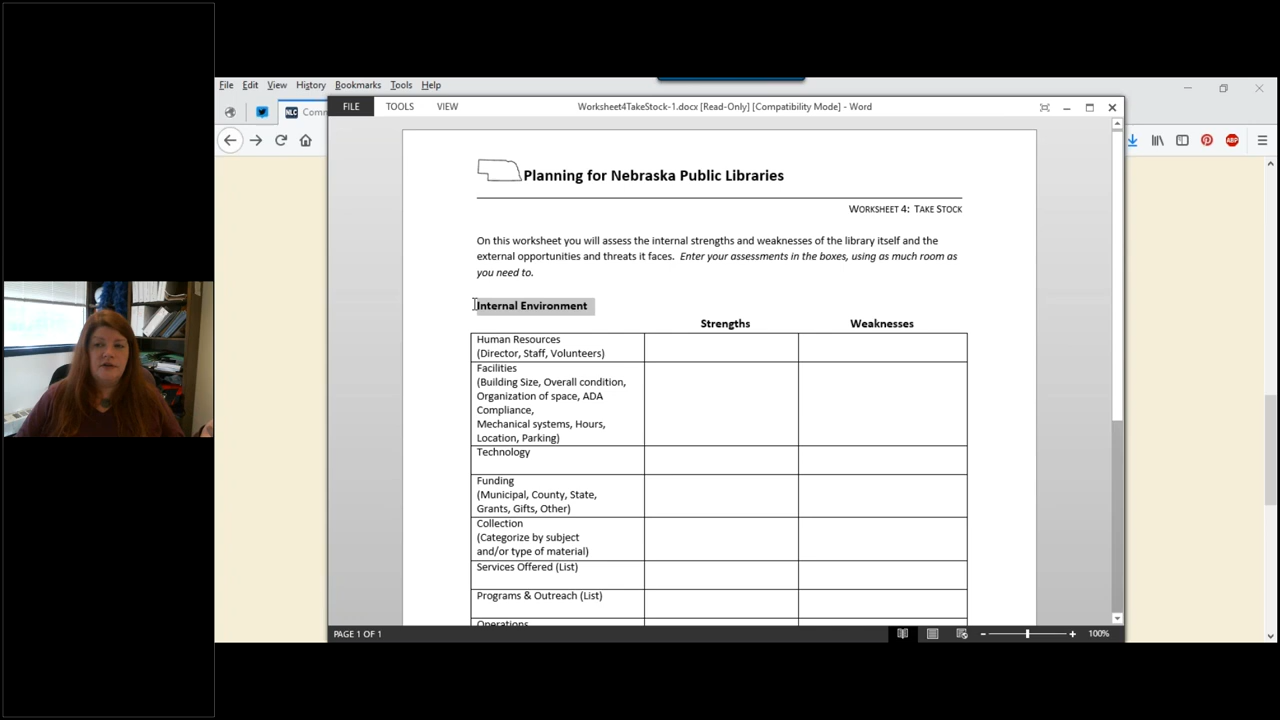 File Edit View History Bookmarks Tools Help
FILE TOOLS VIEW Worksheet4TakeStock-1.docx [Read-Only] [Compatibility Mode] - Word
NLC Comm
ABP
Planning for Nebraska Public Libraries
WORKSHEET 4: TAKE STOCK
On this worksheet you will assess the internal strengths and weaknesses of the library itself and the
external opportunities and threats it faces. Enter your assessments in the boxes, using as much room as
you need to.
Internal Environment
Strengths Weaknesses
Human Resources
(Director, Staff, Volunteers)
Facilities
(Building Size, Overall condition,
Organization of space, ADA
Compliance,
Mechanical systems, Hours,
Location, Parking)
Technology
Funding
(Municipal, County, State,
Grants, Gifts, Other)
Collection
(Categorize by subject
and/or type of material)
Services Offered (List)
Programs & Outreach (List)
Operations
PAGE 1 OF 1 100%